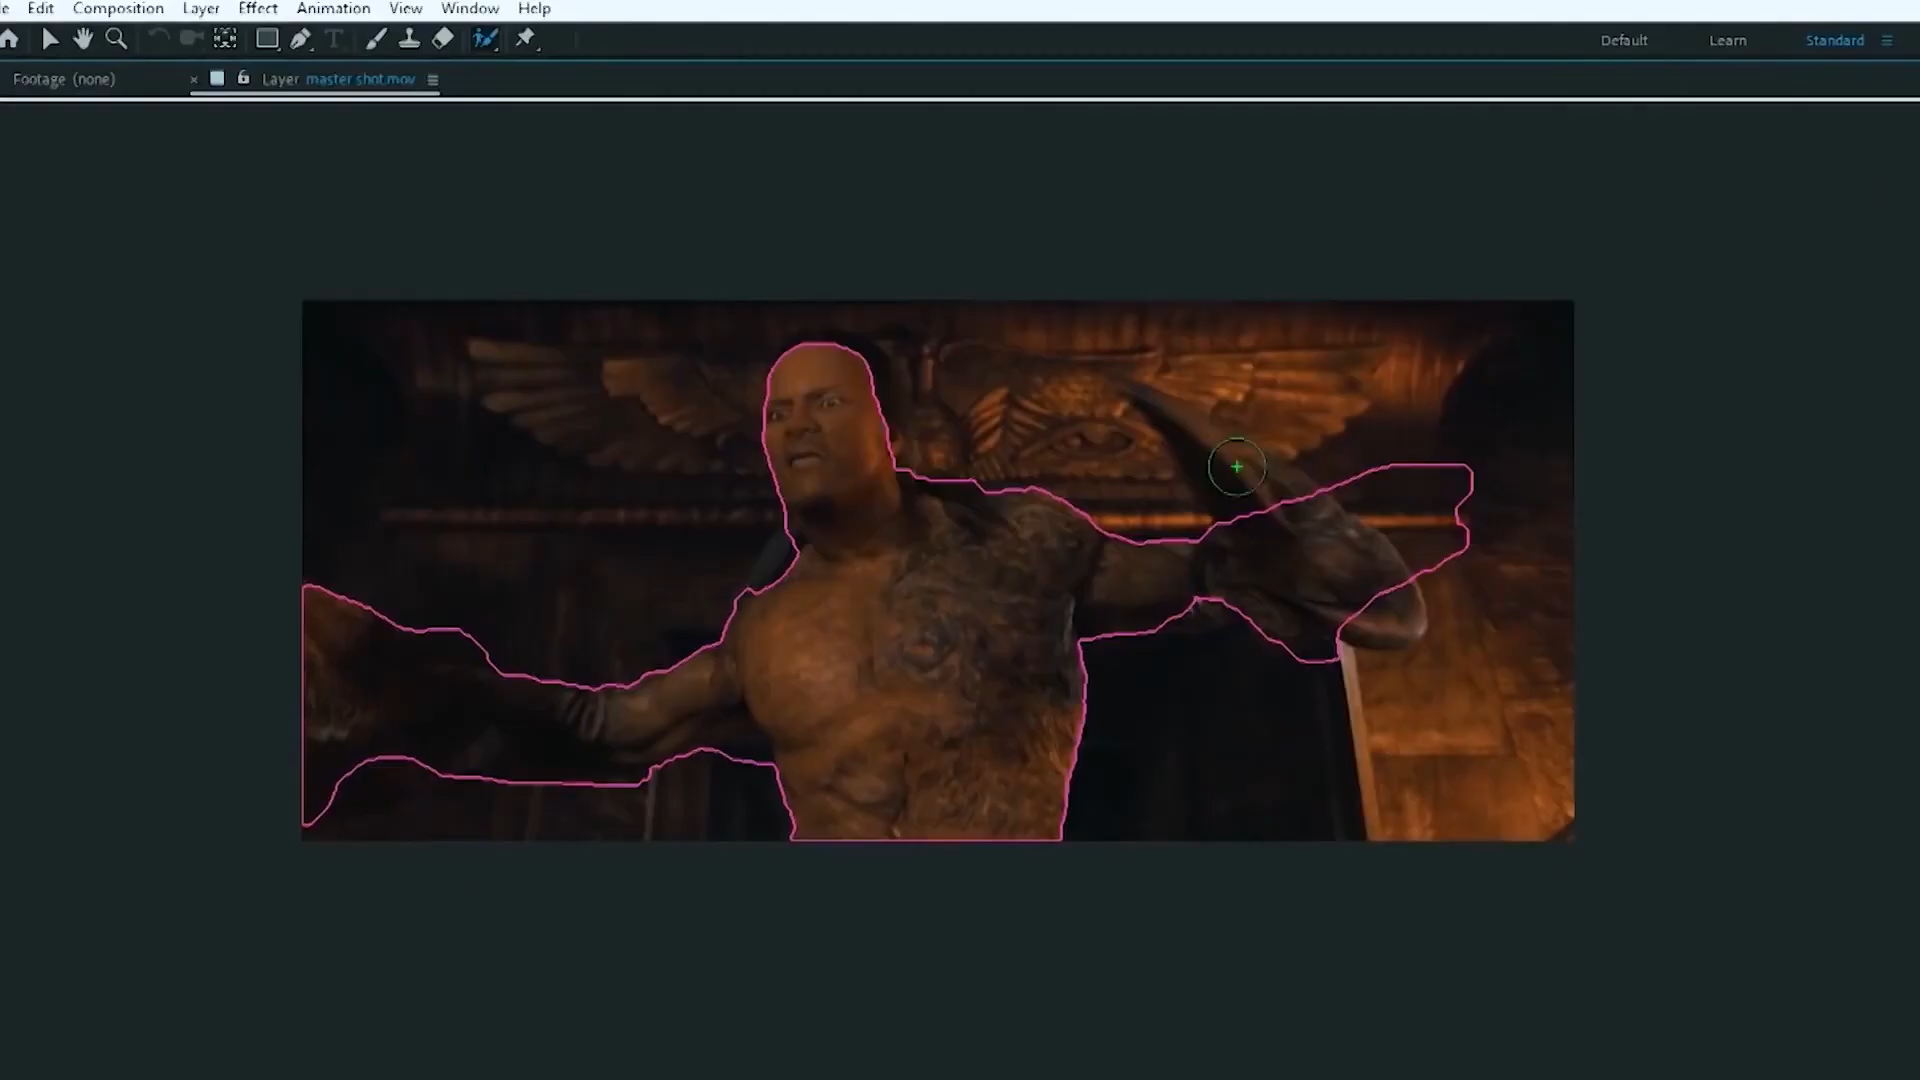 Edit Composition Layer Effect Animation View Window Help
Default Learn Standard
Footage (none) Layer master shot.mov